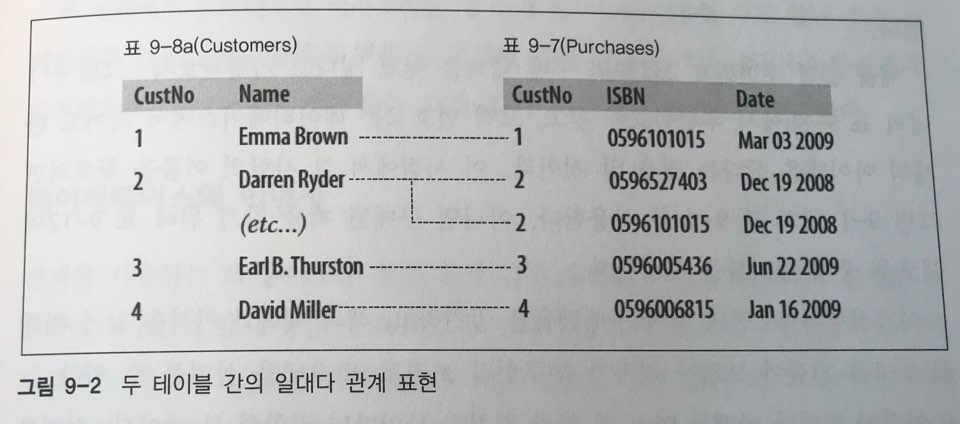 표 9-8a(Customers) 표 9-7(Purchases)
CustNo Name CustNo ISBN Date
1 Emma Brown 1 0596101015 Mar 03 2009
2 Darren Ryder 2 0596527403 Dec 19 2008
(etc...) 2 0596101015 Dec 19 2008
3 Earl B. Thurston 3 0596005436 Jun 22 2009
4 David Miller 4 0596006815 Jan 16 2009
그림 9-2 두 테이블 간의 일대다 관계 표현